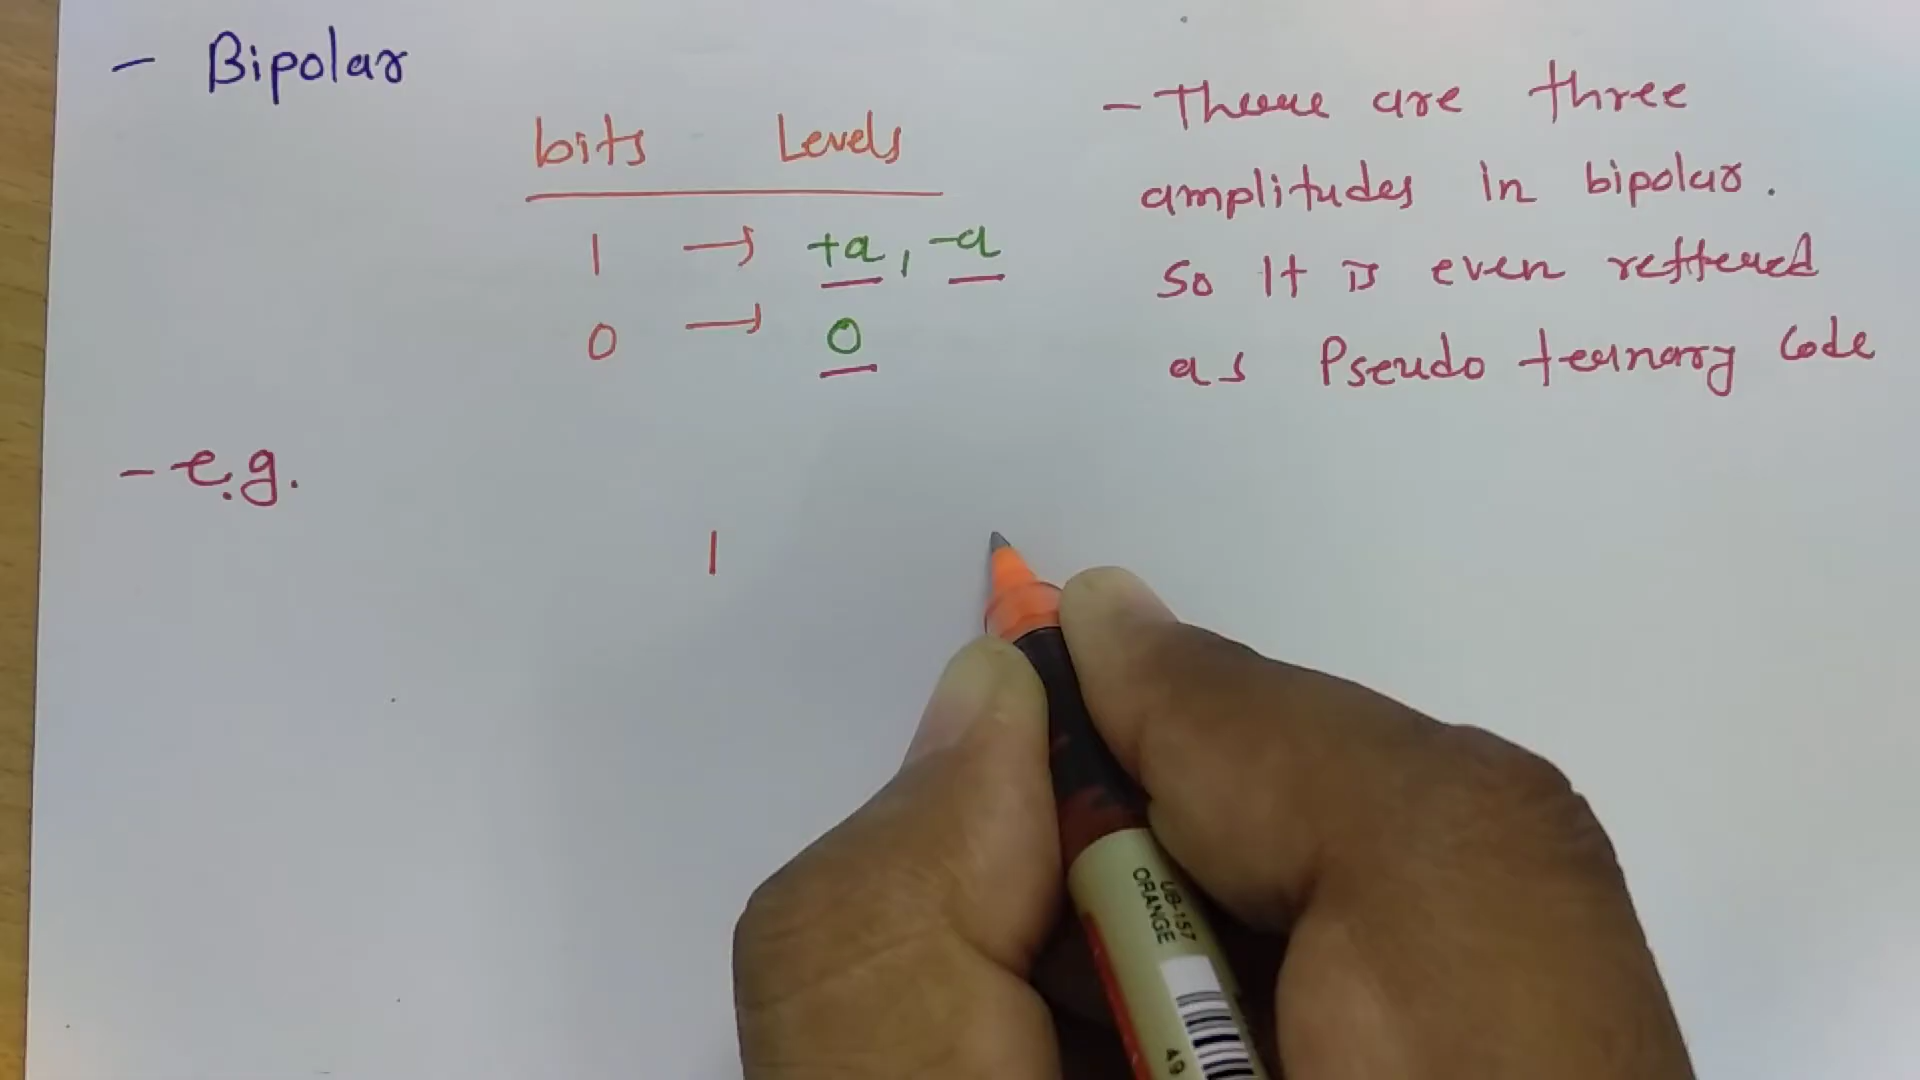 - Bipolar
bits Levels
1 → +a, -a
0 → 0
- There are three
amplitudes in bipolar.
So It is even reffered
as Pseudo ternary Code
- e.g.
1
UB-157
ORANGE
49